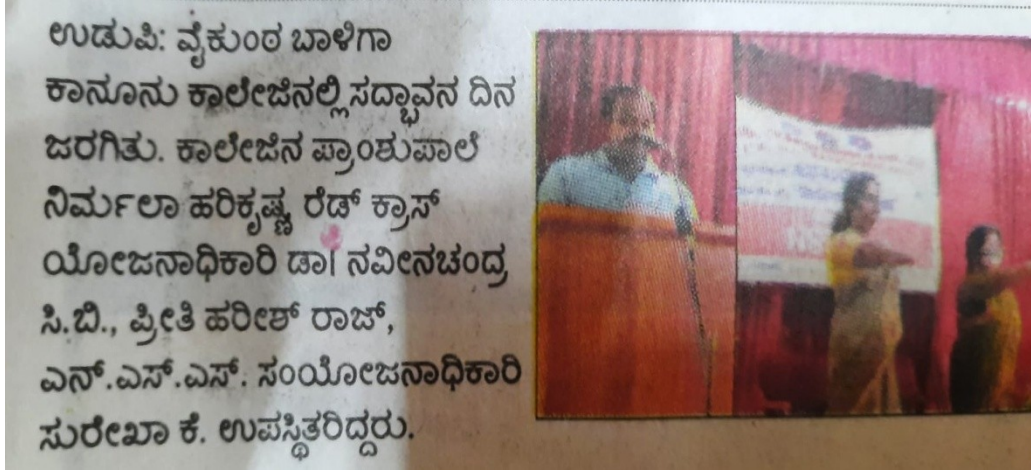 ಉಡುಪಿ: ವೈಕುಂಠ ಬಾಳಿಗಾ
ಕಾನೂನು ಕಾಲೇಜಿನಲ್ಲಿ ಸದ್ಭಾವನ ದಿನ
ಜರಗಿತು. ಕಾಲೇಜಿನ ಪ್ರಾಂಶುಪಾಲೆ
ನಿರ್ಮಲಾ ಹರಿಕೃಷ್ಣ ರೆಡ್ ಕ್ರಾಸ್
ಯೋಜನಾಧಿಕಾರಿ ಡಾ। ನವೀನಚಂದ್ರ
ಸಿ.ಬಿ., ಪ್ರೀತಿ ಹರೀಶ್ ರಾಜ್,
ಎನ್.ಎಸ್.ಎಸ್. ಸಂಯೋಜನಾಧಿಕಾರಿ
ಸುರೇಖಾ ಕೆ. ಉಪಸ್ಥಿತರಿದ್ದರು.